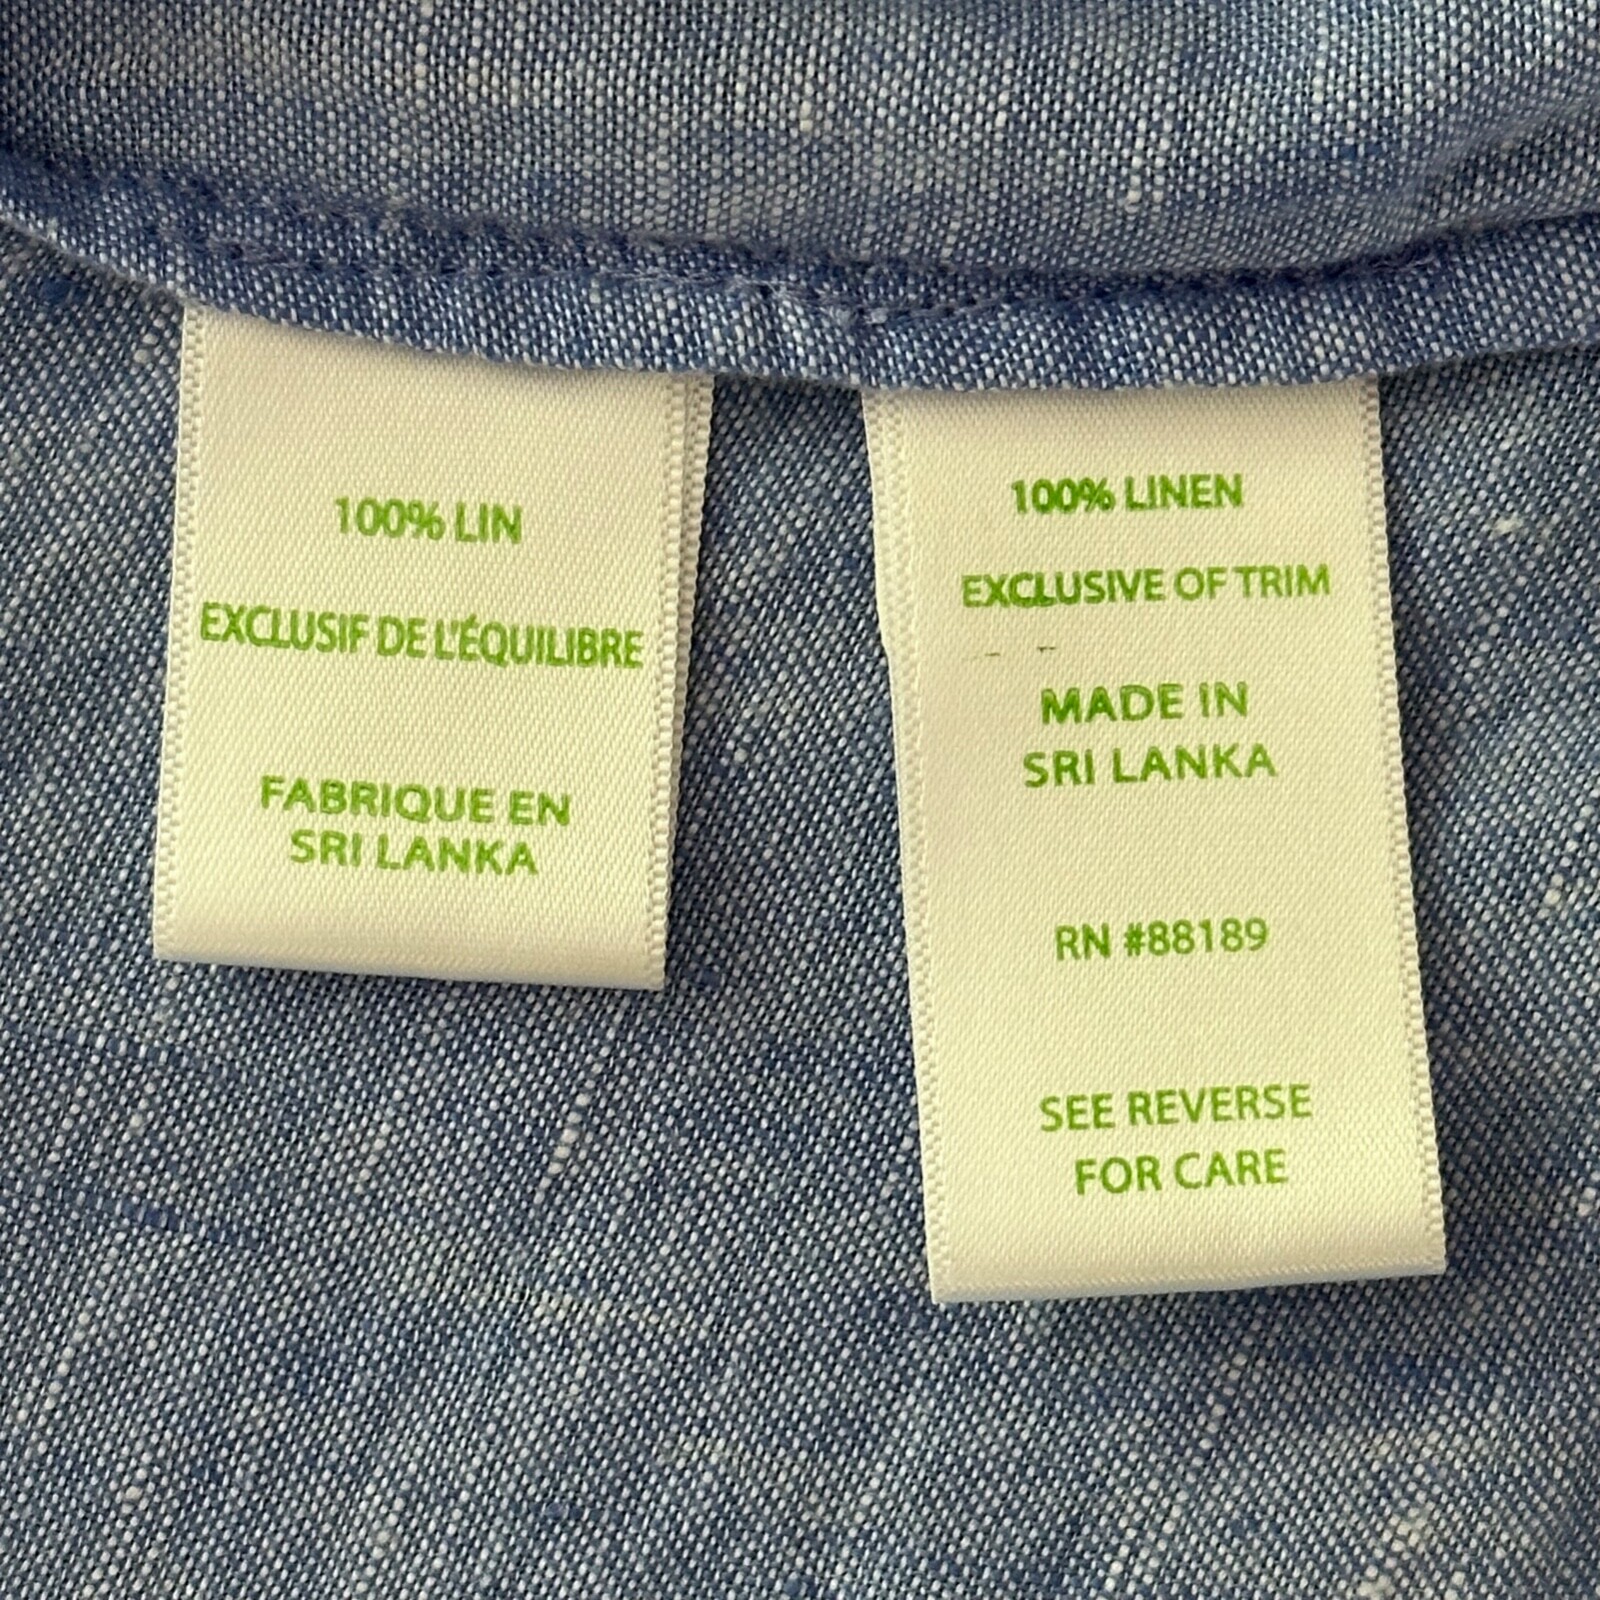 100% LIN
EXCLUSIF DE L'ÉQUILIBRE
FABRIQUE EN
SRI LANKA
100% LINEN
EXCLUSIVE OF TRIM
MADE IN
SRI LANKA
RN #88189
SEE REVERSE
FOR CARE